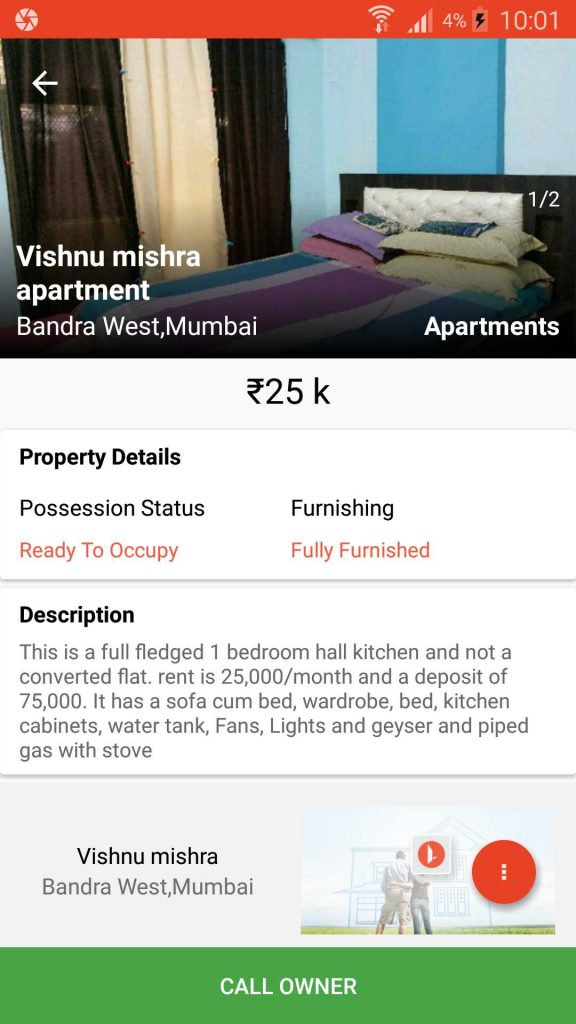 4% 10:01
1/2
Vishnu mishra
apartment
Bandra West,Mumbai
Apartments
₹25 k
Property Details
Possession Status
Furnishing
Ready To Occupy
Fully Furnished
Description
This is a full fledged 1 bedroom hall kitchen and not a
converted flat. rent is 25,000/month and a deposit of
75,000. It has a sofa cum bed, wardrobe, bed, kitchen
cabinets, water tank, Fans, Lights and geyser and piped
gas with stove
Vishnu mishra
Bandra West,Mumbai
CALL OWNER